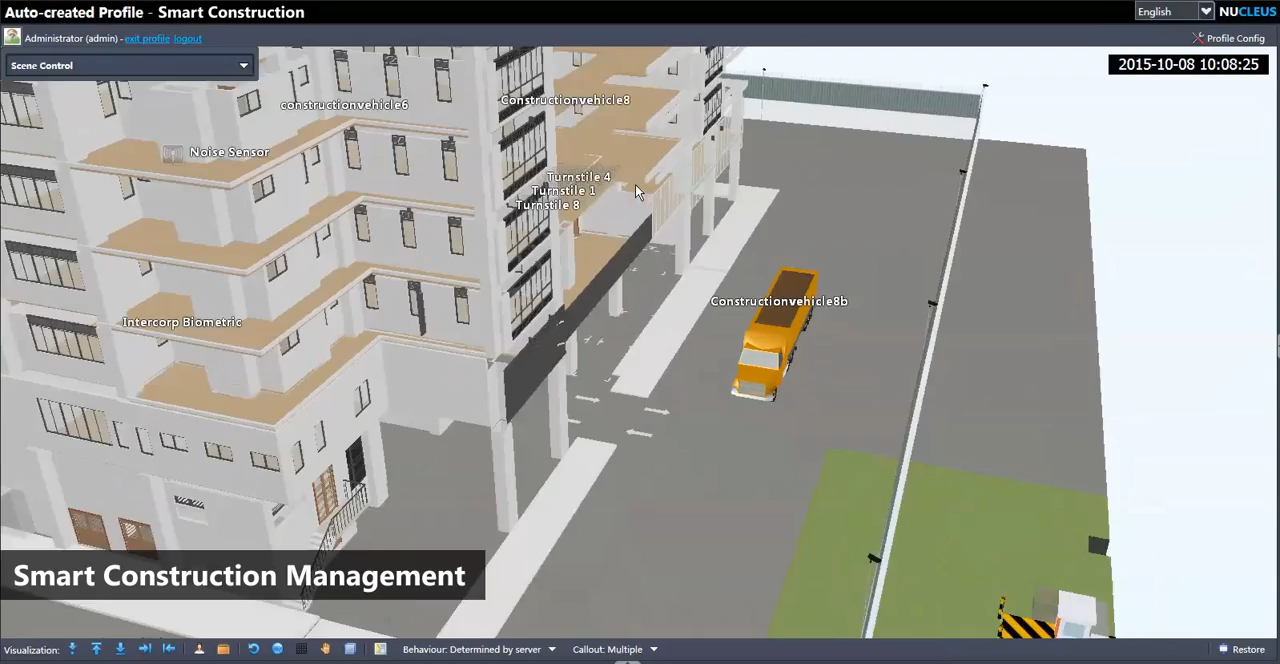 Auto-created Profile - Smart Construction
English
NUCLEUS
Administrator (admin) - exit profile logout
Profile Config
Scene Control
2015-10-08 10:08:25
constructionvehicle6
Constructionvehicle8
Noise Sensor
Turnstile 4
Turnstile 1
Turnstile 8
Constructionvehicle8b
Intercorp Biometric
Smart Construction Management
Visualization:
Behaviour: Determined by server
Callout: Multiple
Restore